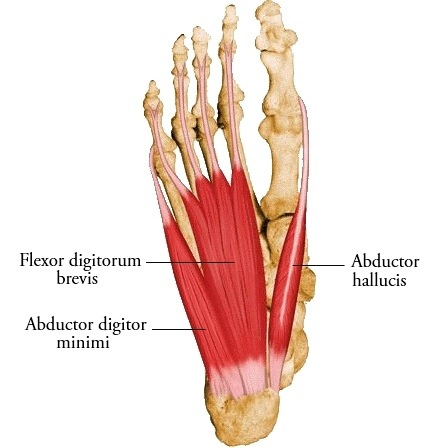 Flexor digitorum
brevis
Abductor
hallucis
Abductor digitor
minimi